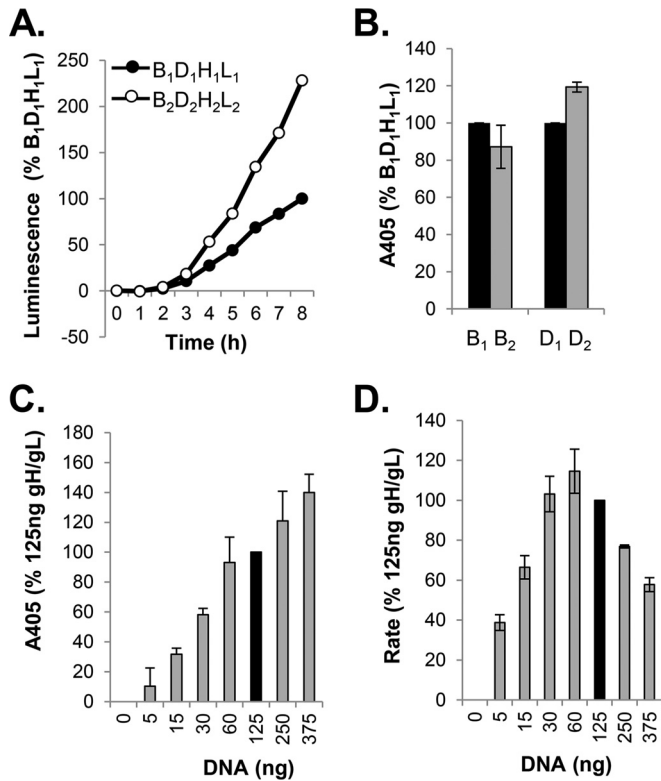 A.
Luminescence (% B₁D₁H₁L₁)
250
200
150
100
50
0
-50
B₁D₁H₁L₁
B₂D₂H₂L₂
0 1 2 3 4 5 6 7 8
Time (h)
B.
A405 (% B₁D₁H₁L₁)
140
120
100
80
60
40
20
0
B₁ B₂ D₁ D₂
C.
A405 (% 125ng gH/gL)
180
160
140
120
100
80
60
40
20
0
0 5 15 30 60 125 250 375
DNA (ng)
D.
Rate (% 125ng gH/gL)
140
120
100
80
60
40
20
0
0 5 15 30 60 125 250 375
DNA (ng)